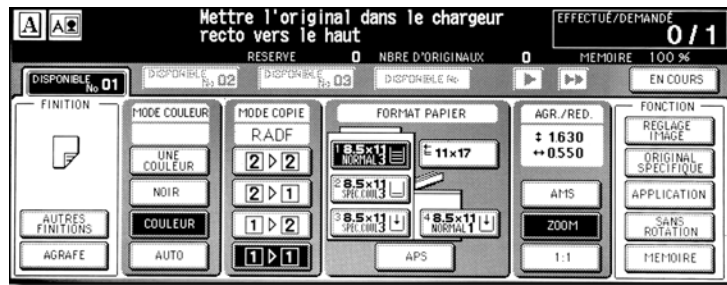 A A
Mettre l'original dans le chargeur
recto vers le haut
EFFECTUÉ/DEMANDÉ
0 / 1
RESERVE 0 NBRE D'ORIGINAUX 0 MEMOIRE 100 %
DISPONIBLE No 01
DISPONIBLE No 02
DISPONIBLE No 03
DISPONIBLE No
EN COURS
FINITION
AUTRES
FINITIONS
AGRAFE
MODE COULEUR
UNE
COULEUR
NOIR
COULEUR
AUTO
MODE COPIE
RADF
2 ▷ 2
2 ▷ 1
1 ▷ 2
1 ▷ 1
FORMAT PAPIER
1 8.5x11
NORMAL 3
11x17
2 8.5x11
SPEC.COUL 3
3 8.5x11
SPEC.COUL 3
4 8.5x11
NORMAL 1
APS
AGR./RED.
↕ 1.630
↔ 0.550
AMS
ZOOM
1:1
FONCTION
REGLAGE
IMAGE
ORIGINAL
SPECIFIQUE
APPLICATION
SANS
ROTATION
MEMOIRE